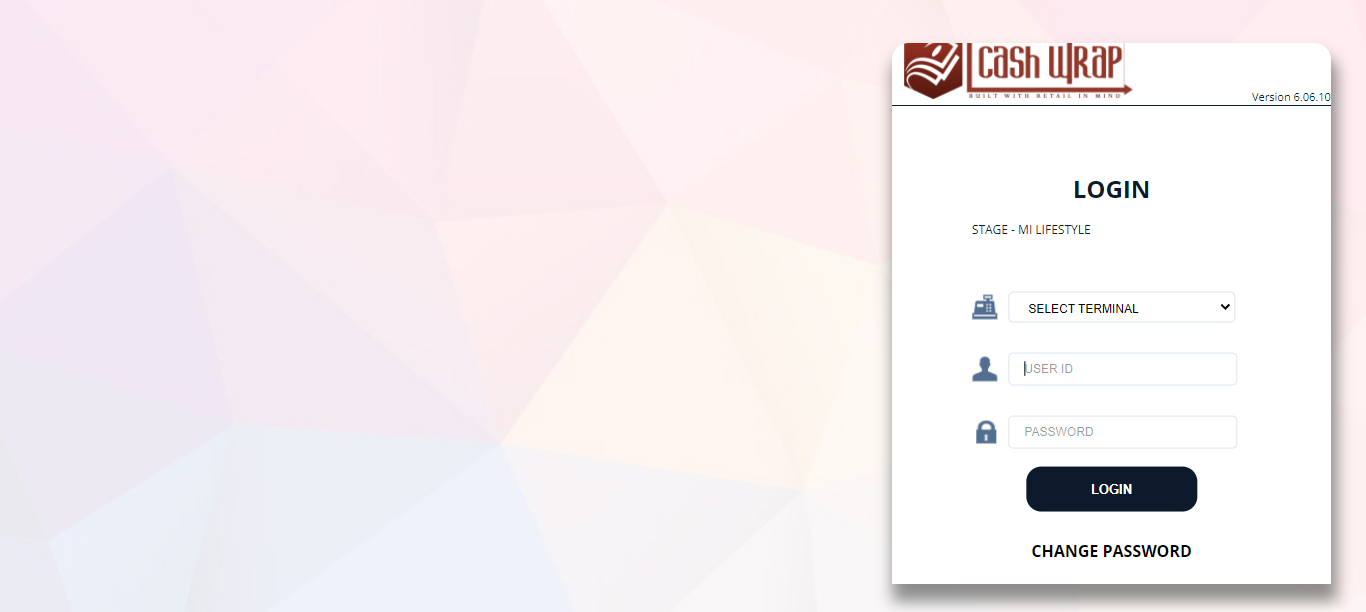 Cash WRAP
BUILT WITH RETAIL IN MIND
Version 6.06.10
LOGIN
STAGE - MI LIFESTYLE
SELECT TERMINAL
USER ID
PASSWORD
LOGIN
CHANGE PASSWORD